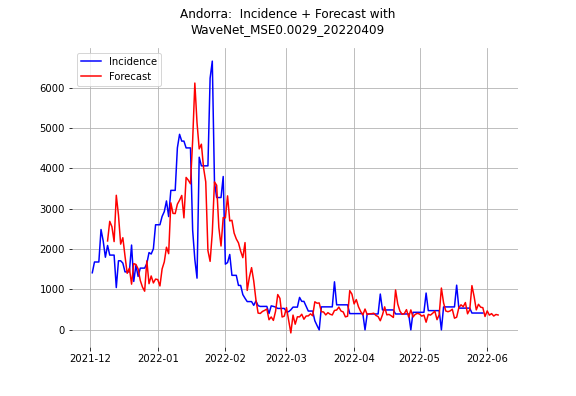 Andorra:  Incidence + Forecast with
WaveNet_MSE0.0029_20220409
Incidence
Forecast
6000
5000
4000
3000
2000
1000
0
2021-12 2022-01 2022-02 2022-03 2022-04 2022-05 2022-06